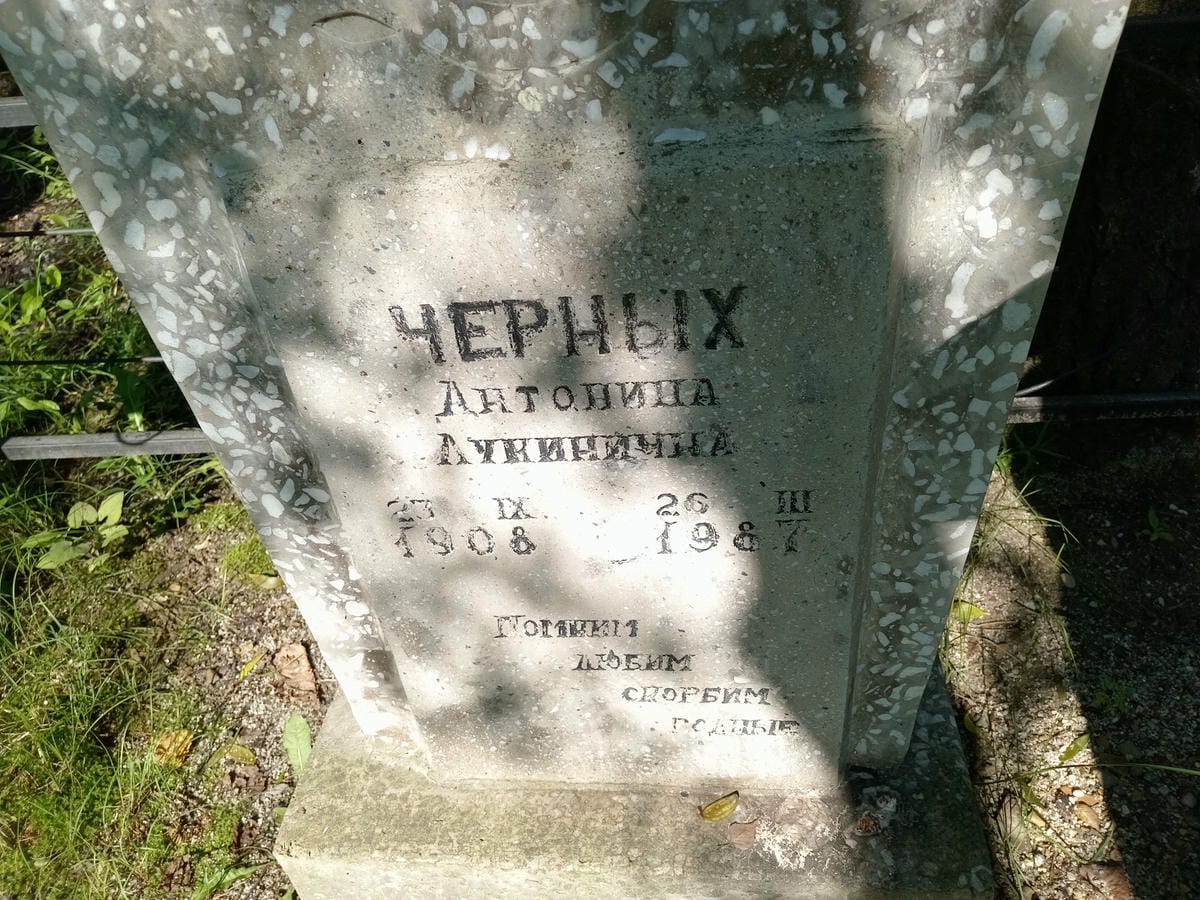 ЧЕРНЫХ
Антонина
Лукинична
23 IX 26 III
1908 1987
Помним
любим
скорбим
родные